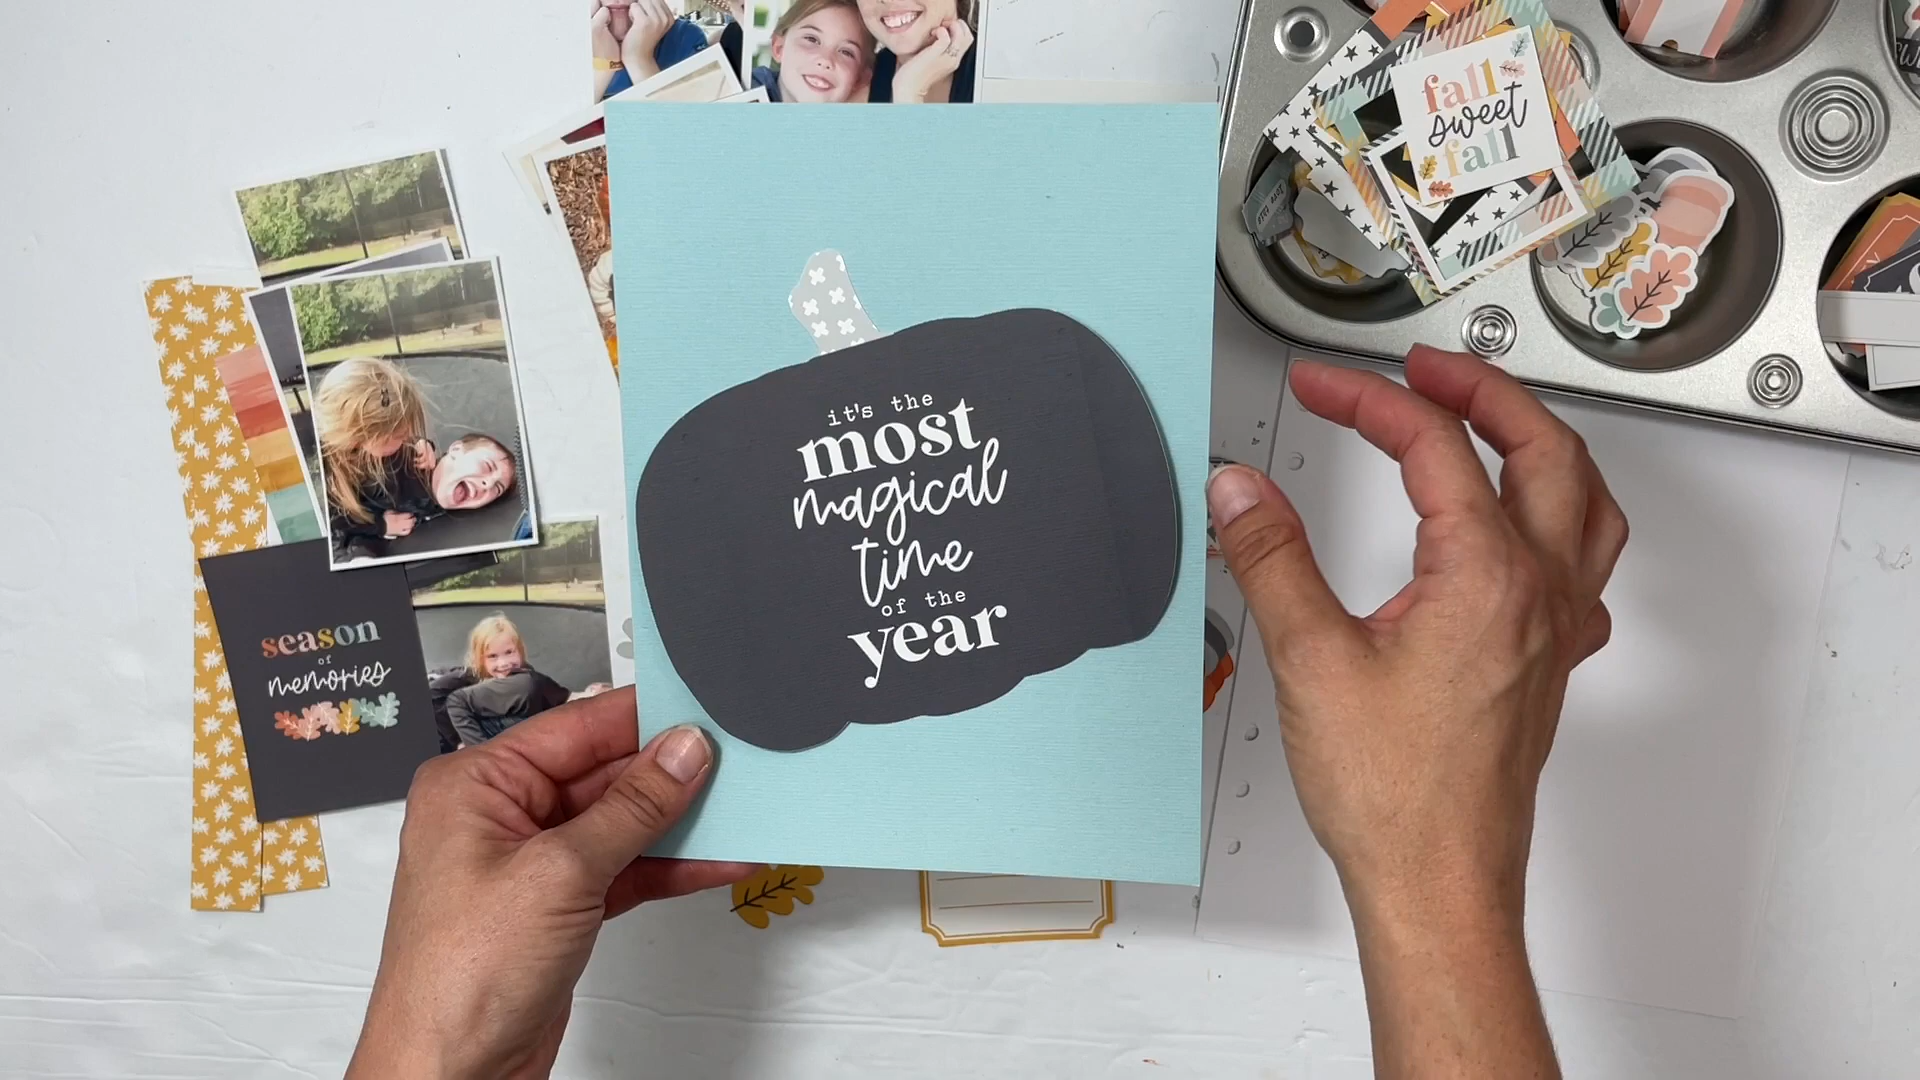 it's the
most
magical
time
of the
year
season
of
memories
fall
sweet
fall